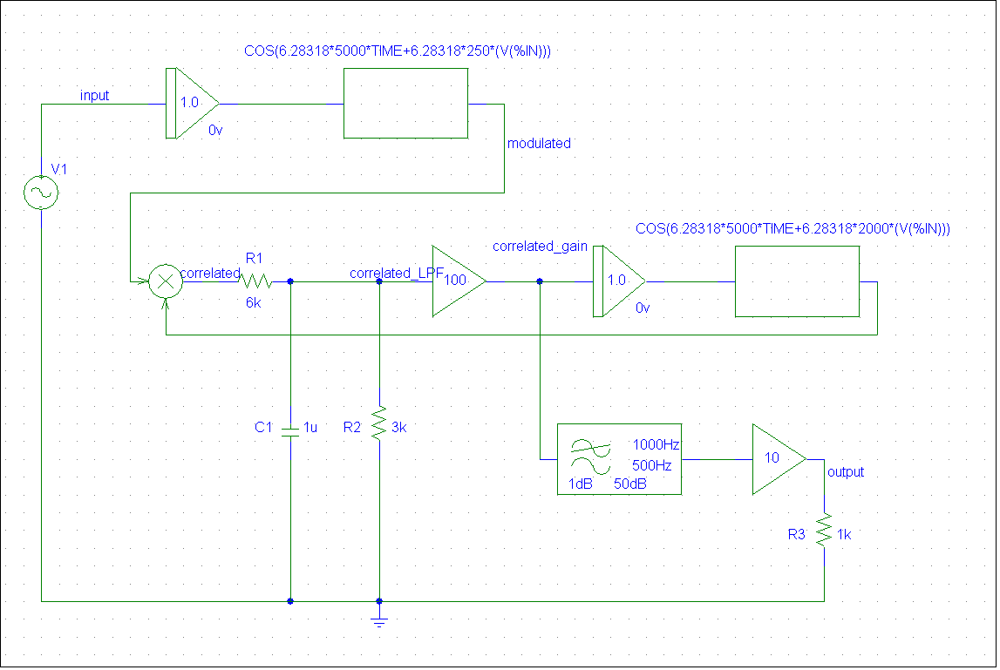 COS(6.28318*5000*TIME+6.28318*250*(V(%IN)))
input
1.0
0v
modulated
V1
COS(6.28318*5000*TIME+6.28318*2000*(V(%IN)))
correlated_gain
R1
correlated
correlated_LPF
100
1.0
6k
0v
C1
1u
R2
3k
1000Hz
500Hz
1dB
50dB
10
output
R3
1k